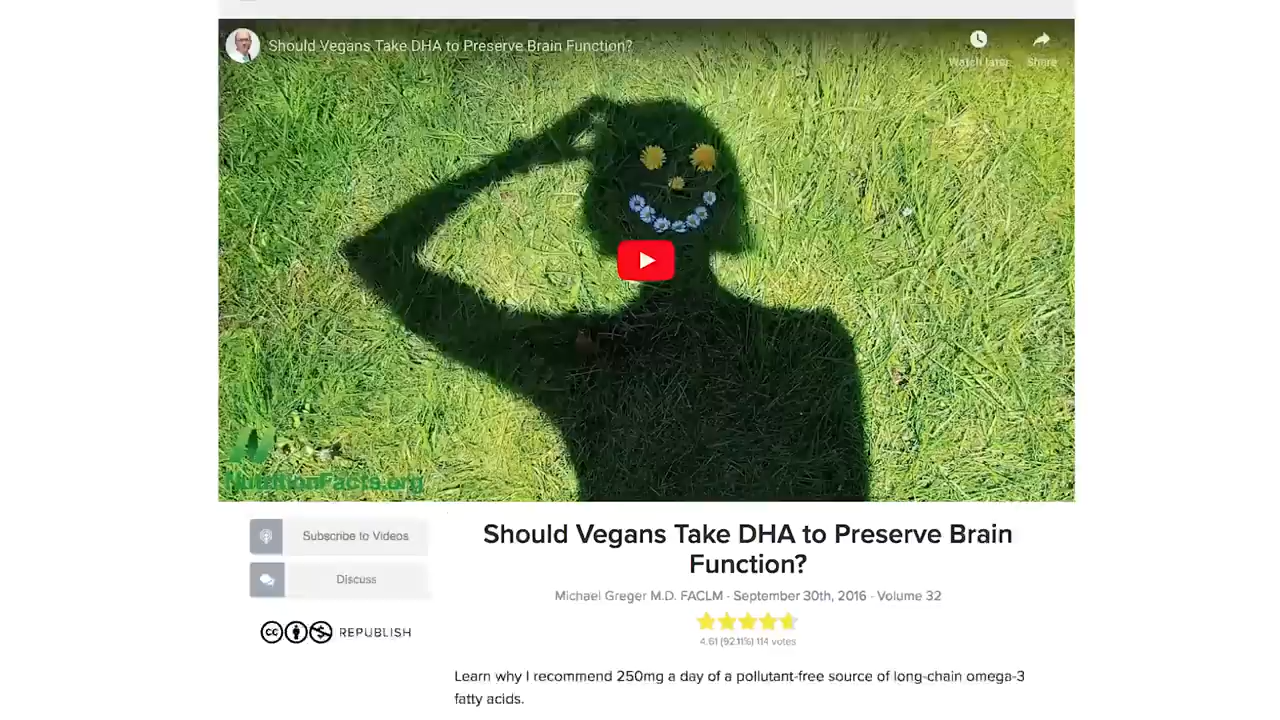 Should Vegans Take DHA to Preserve Brain Function?
Watch later
Share
NutritionFacts.org
Subscribe to Videos
Discuss
REPUBLISH
Should Vegans Take DHA to Preserve Brain
Function?
Michael Greger M.D. FACLM · September 30th, 2016 · Volume 32
4.61 (92.11%) 114 votes
Learn why I recommend 250mg a day of a pollutant-free source of long-chain omega-3
fatty acids.